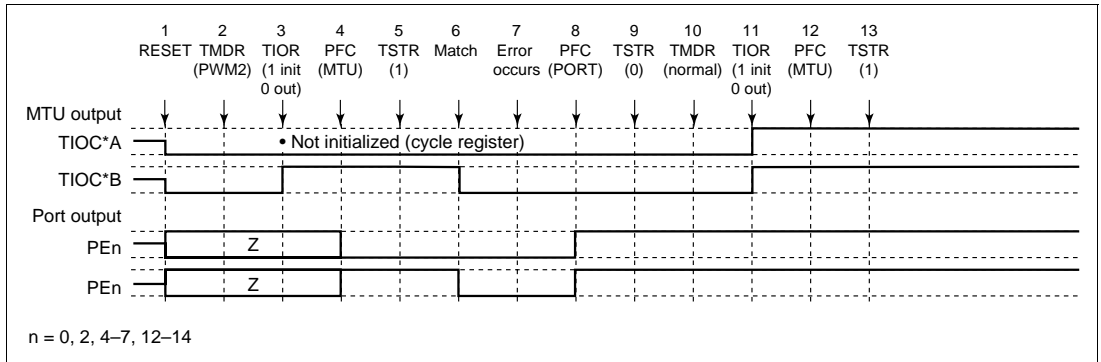 1 2 3 4 5 6 7 8 9 10 11 12 13
RESET TMDR TIOR PFC TSTR Match Error PFC TSTR TMDR TIOR PFC TSTR
(PWM2) (1 init (MTU) (1) occurs (PORT) (0) (normal) (1 init (MTU) (1)
0 out) 0 out)
MTU output
TIOC*A • Not initialized (cycle register)
TIOC*B
Port output
PEn Z
PEn Z
n = 0, 2, 4–7, 12–14